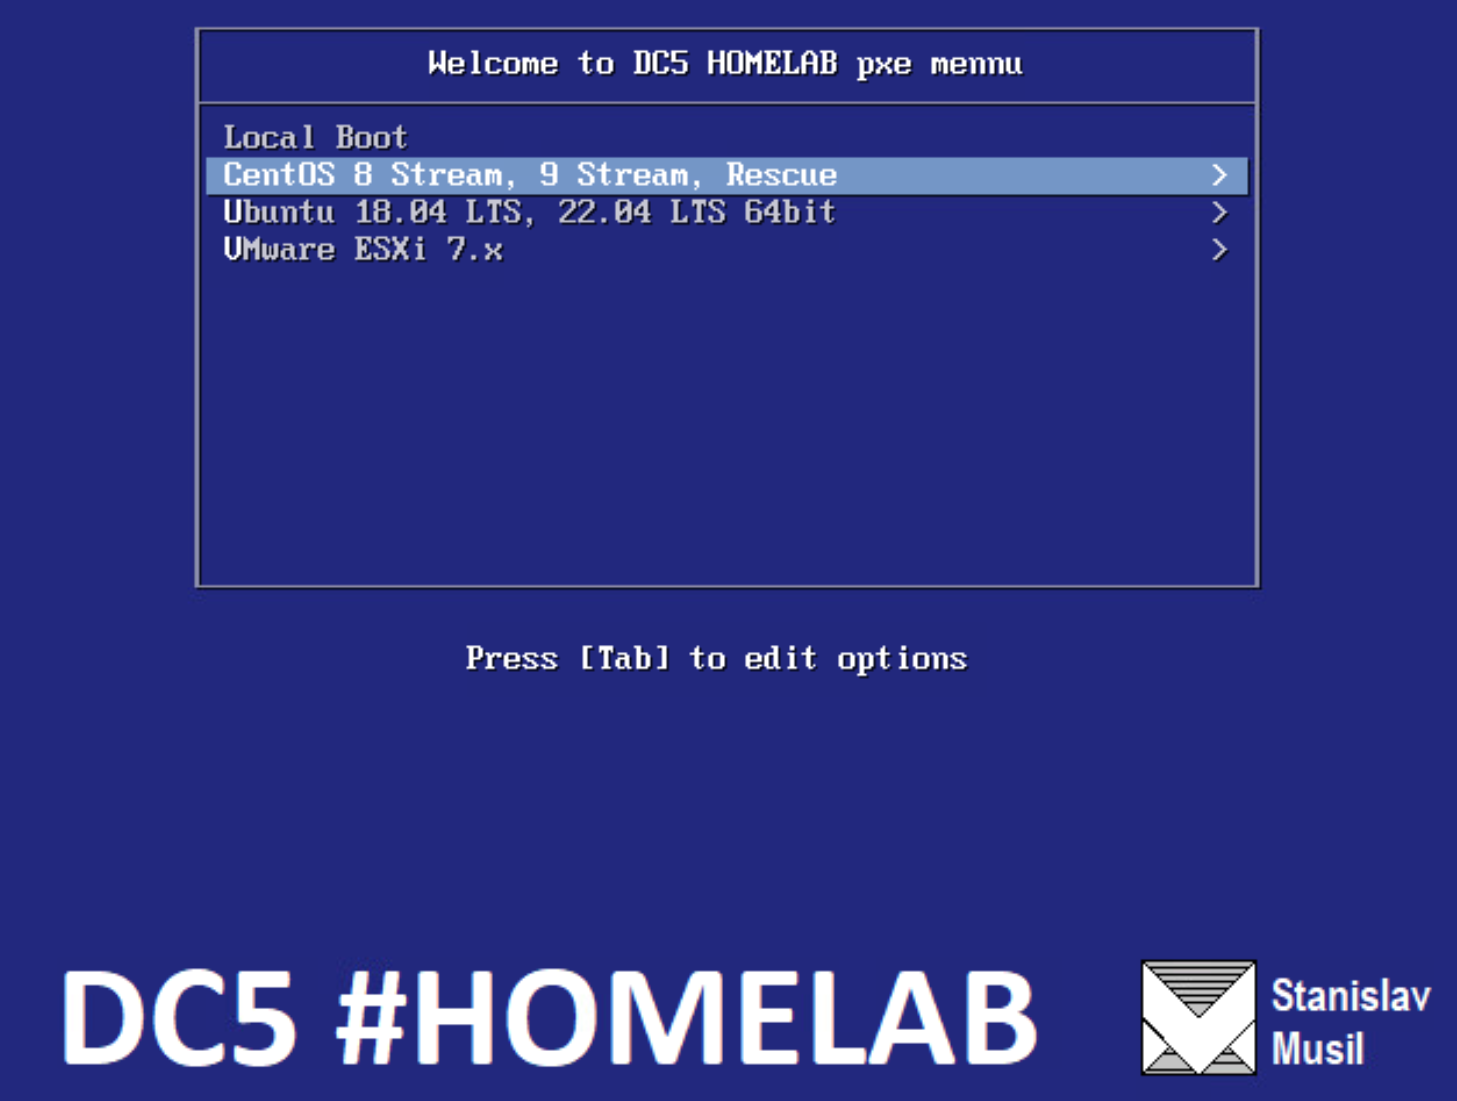 Welcome to DC5 HOMELAB pxe mennu
Local Boot
CentOS 8 Stream, 9 Stream, Rescue >
Ubuntu 18.04 LTS, 22.04 LTS 64bit >
VMware ESXi 7.x >
Press [Tab] to edit options
DC5 #HOMELAB
Stanislav
Musil